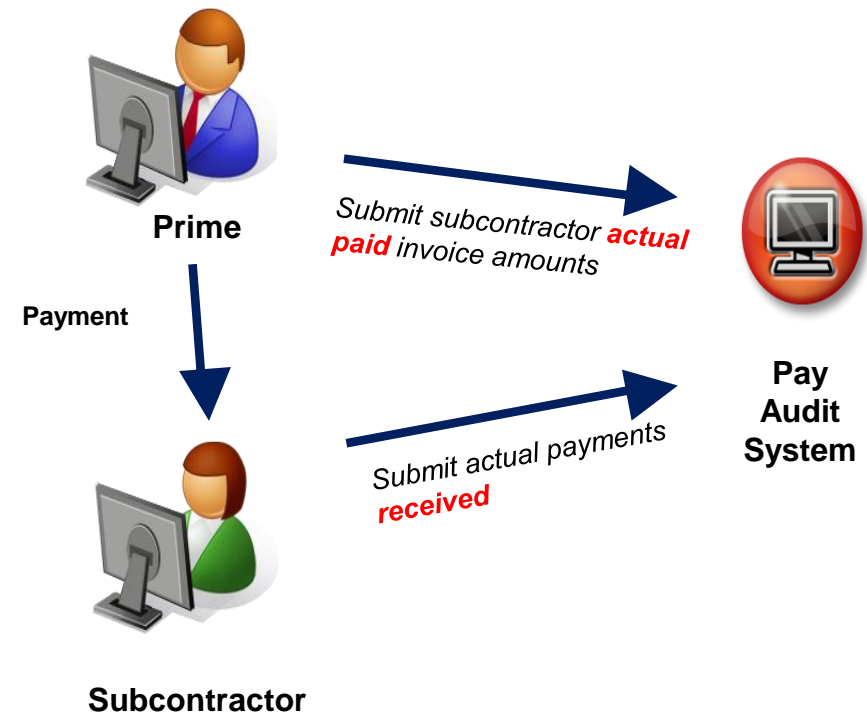 Prime
Submit subcontractor actual
paid invoice amounts
Payment
Pay
Audit
System
Submit actual payments
received
Subcontractor